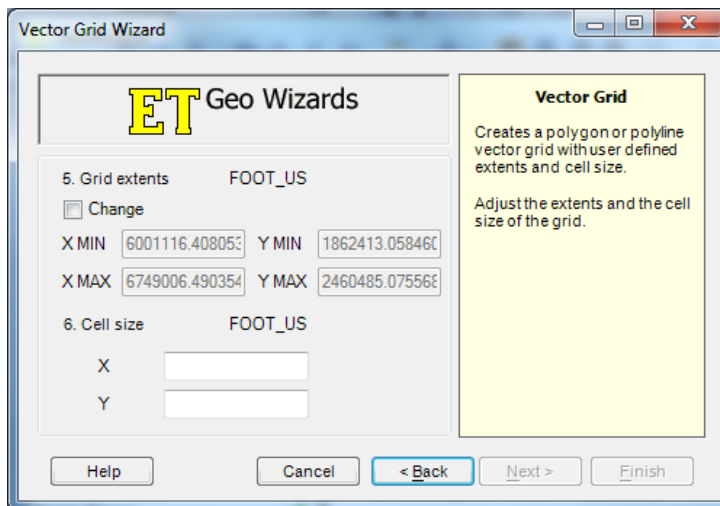 Vector Grid Wizard
ET Geo Wizards
5. Grid extents FOOT_US
Change
X MIN 6001116.408053 Y MIN 1862413.058460
X MAX 6749006.490354 Y MAX 2460485.075568
6. Cell size FOOT_US
X
Y
Vector Grid
Creates a polygon or polyline
vector grid with user defined
extents and cell size.
Adjust the extents and the cell
size of the grid.
Help Cancel < Back Next > Finish